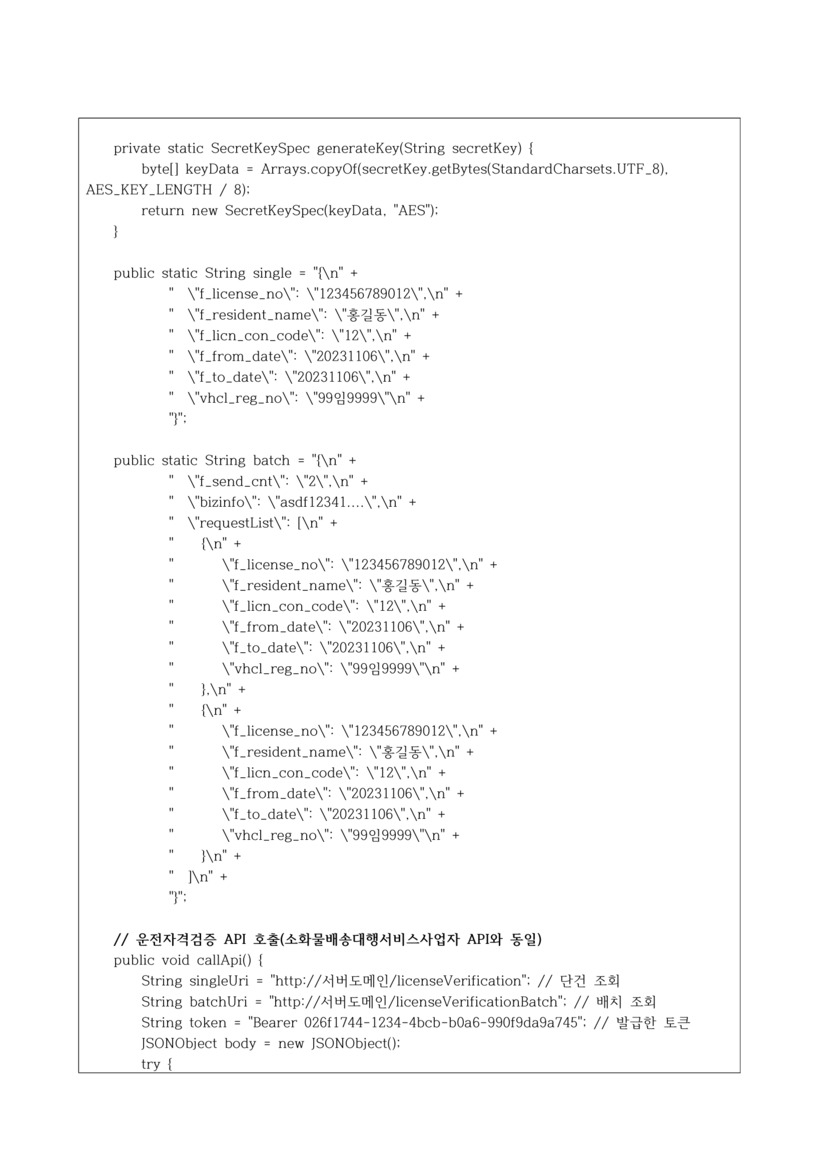 private static SecretKeySpec generateKey(String secretKey) {
byte[] keyData = Arrays.copyOf(secretKey.getBytes(StandardCharsets.UTF_8),
AES_KEY_LENGTH / 8);
return new SecretKeySpec(keyData, "AES");
}
public static String single = "{\n" +
"  \"f_license_no\": \"123456789012\",\n" +
"  \"f_resident_name\": \"홍길동\",\n" +
"  \"f_licn_con_code\": \"12\",\n" +
"  \"f_from_date\": \"20231106\",\n" +
"  \"f_to_date\": \"20231106\",\n" +
"  \"vhcl_reg_no\": \"99임9999\"\n" +
"}";
public static String batch = "{\n" +
"  \"f_send_cnt\": \"2\",\n" +
"  \"bizinfo\": \"asdf12341....\",\n" +
"  \"requestList\": [\n" +
"    {\n" +
"      \"f_license_no\": \"123456789012\",\n" +
"      \"f_resident_name\": \"홍길동\",\n" +
"      \"f_licn_con_code\": \"12\",\n" +
"      \"f_from_date\": \"20231106\",\n" +
"      \"f_to_date\": \"20231106\",\n" +
"      \"vhcl_reg_no\": \"99임9999\"\n" +
"    },\n" +
"    {\n" +
"      \"f_license_no\": \"123456789012\",\n" +
"      \"f_resident_name\": \"홍길동\",\n" +
"      \"f_licn_con_code\": \"12\",\n" +
"      \"f_from_date\": \"20231106\",\n" +
"      \"f_to_date\": \"20231106\",\n" +
"      \"vhcl_reg_no\": \"99임9999\"\n" +
"    }\n" +
"  ]\n" +
"}";
// 운전자격검증 API 호출(소화물배송대행서비스사업자 API와 동일)
public void callApi() {
String singleUri = "http://서버도메인/licenseVerification"; // 단건 조회
String batchUri = "http://서버도메인/licenseVerificationBatch"; // 배치 조회
String token = "Bearer 026f1744-1234-4bcb-b0a6-990f9da9a745"; // 발급한 토큰
JSONObject body = new JSONObject();
try {